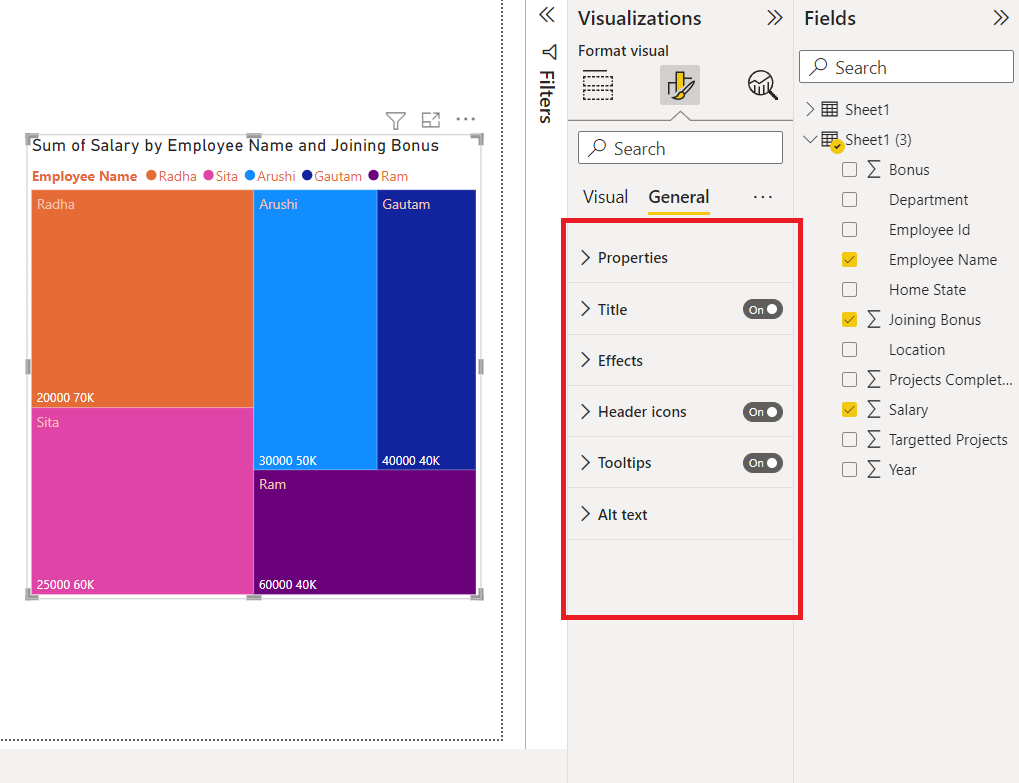 Sum of Salary by Employee Name and Joining Bonus
Employee Name Radha Sita Arushi Gautam Ram
Radha
20000 70K
Sita
25000 60K
Arushi
30000 50K
Gautam
40000 40K
Ram
60000 40K
Filters
Visualizations
Format visual
Search
Visual General ...
Properties
Title On
Effects
Header icons On
Tooltips On
Alt text
Fields
Search
Sheet1
Sheet1 (3)
Bonus
Department
Employee Id
Employee Name
Home State
Joining Bonus
Location
Projects Complet...
Salary
Targetted Projects
Year